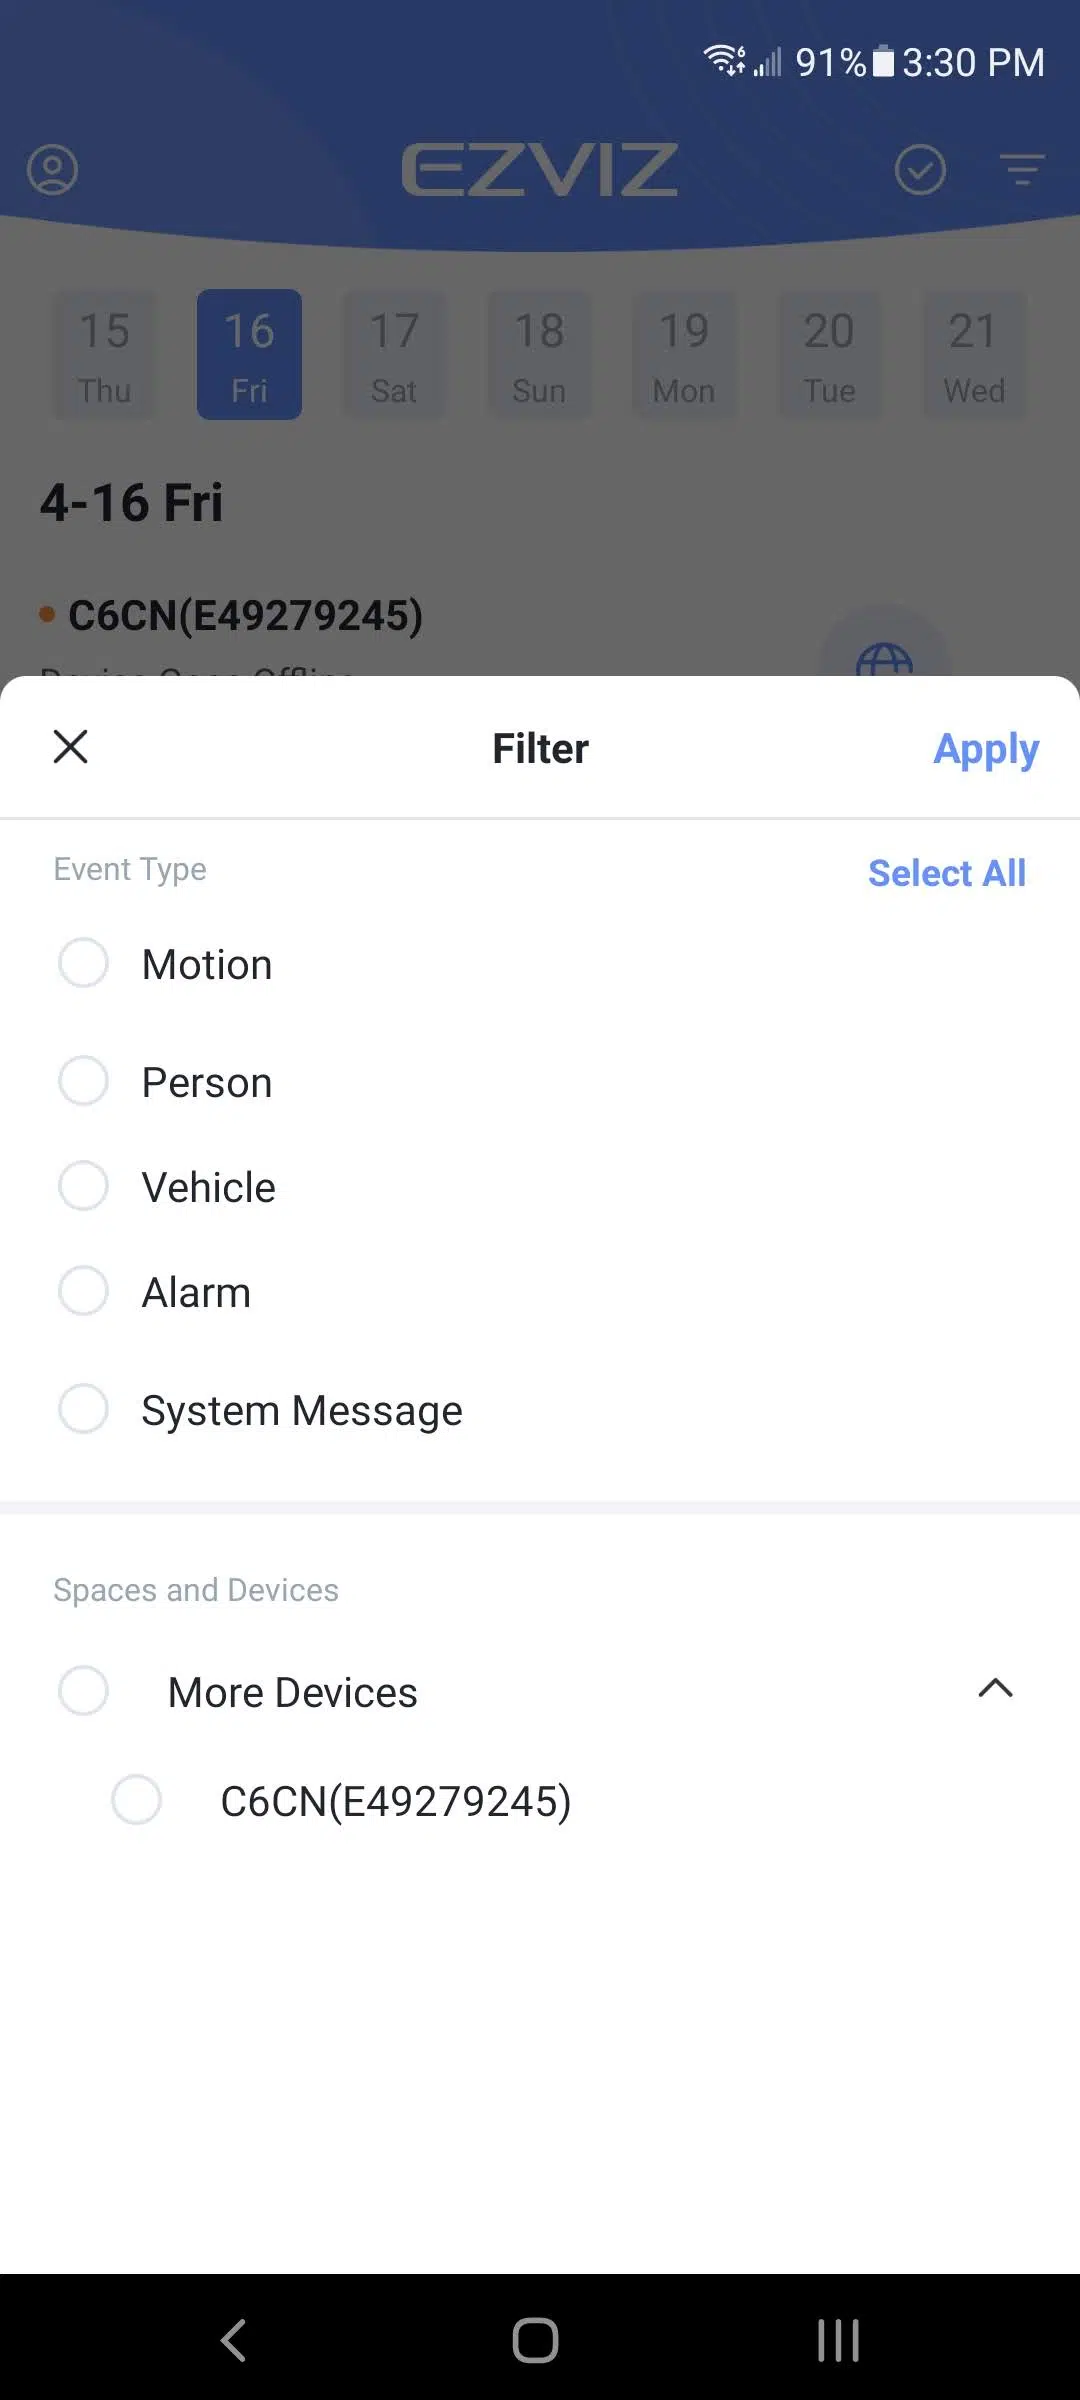 91% 3:30 PM
EZVIZ
15 16 17 18 19 20 21
Thu Fri Sat Sun Mon Tue Wed
4-16 Fri
C6CN(E49279245)
Filter
Apply
Event Type
Select All
Motion
Person
Vehicle
Alarm
System Message
Spaces and Devices
More Devices
C6CN(E49279245)